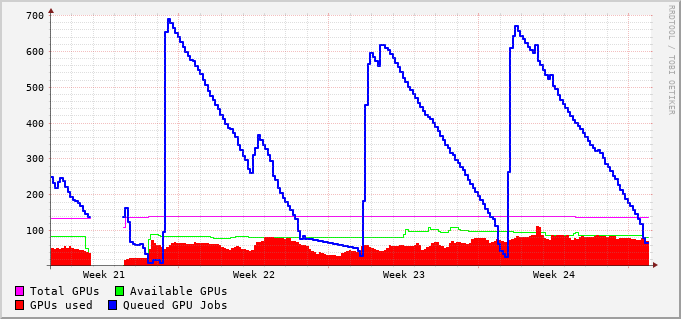 700
600
500
400
300
200
100
Week 21 Week 22 Week 23 Week 24
Total GPUs Available GPUs
GPUs used Queued GPU Jobs
RRDTOOL / TOBI OETIKER